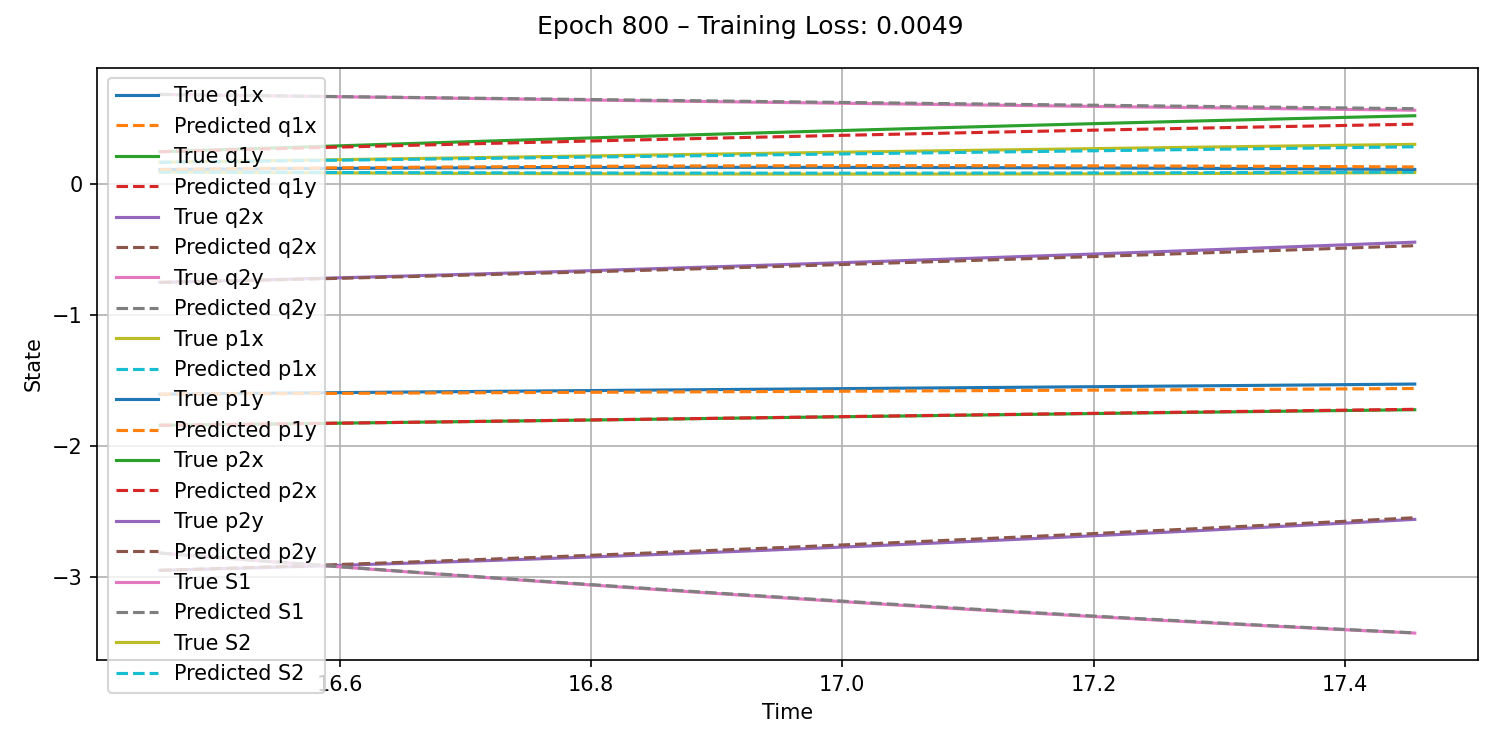 Epoch 800 – Training Loss: 0.0049
True q1x
Predicted q1x
True q1y
Predicted q1y
True q2x
Predicted q2x
True q2y
Predicted q2y
True p1x
Predicted p1x
True p1y
Predicted p1y
True p2x
Predicted p2x
True p2y
Predicted p2y
True S1
Predicted S1
True S2
Predicted S2
0
−1
−2
−3
State
16.6
16.8
17.0
17.2
17.4
Time